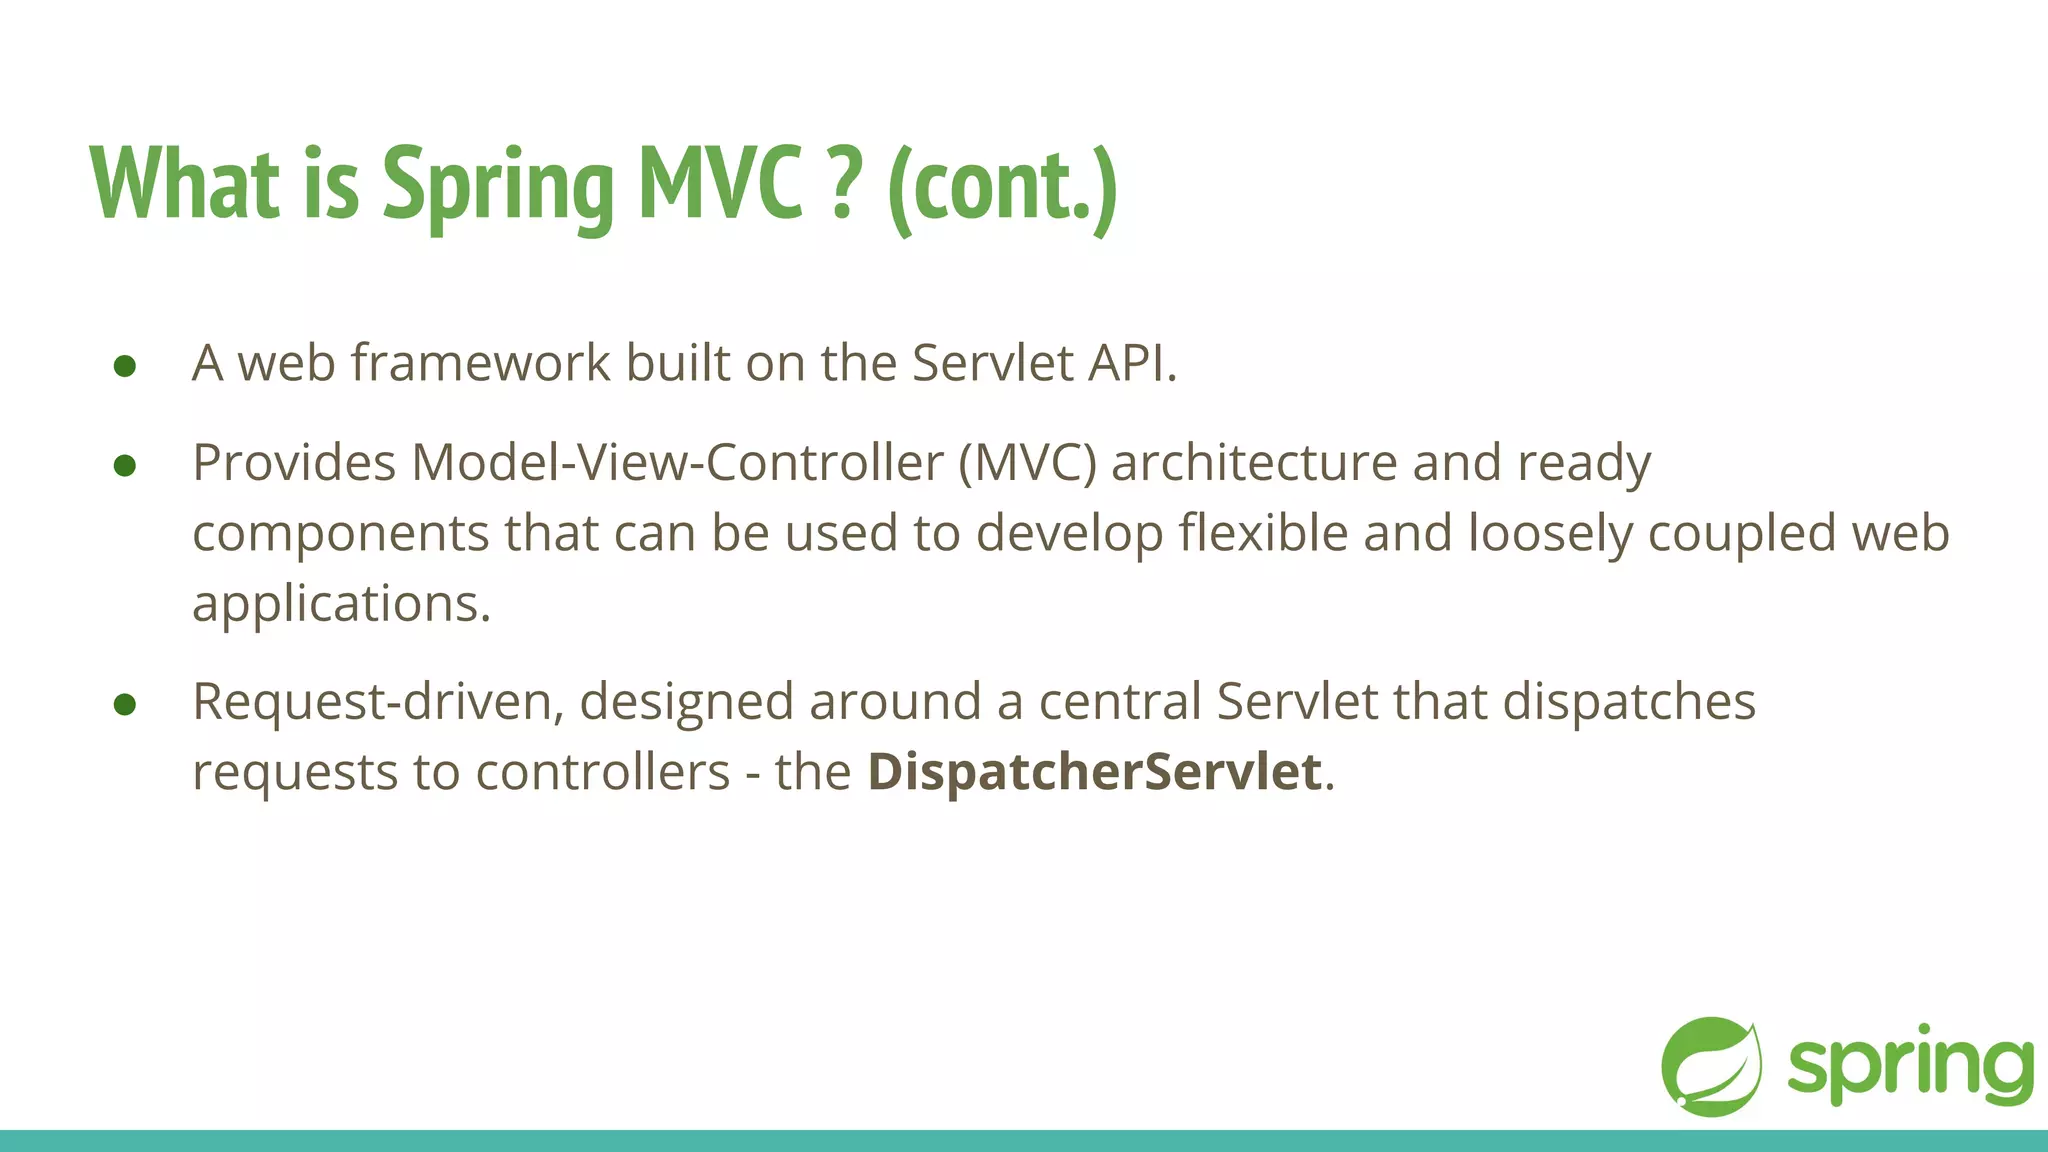 What is Spring MVC ? (cont.)
● A web framework built on the Servlet API.
● Provides Model-View-Controller (MVC) architecture and ready
components that can be used to develop flexible and loosely coupled web
applications.
● Request-driven, designed around a central Servlet that dispatches
requests to controllers - the DispatcherServlet.
spring